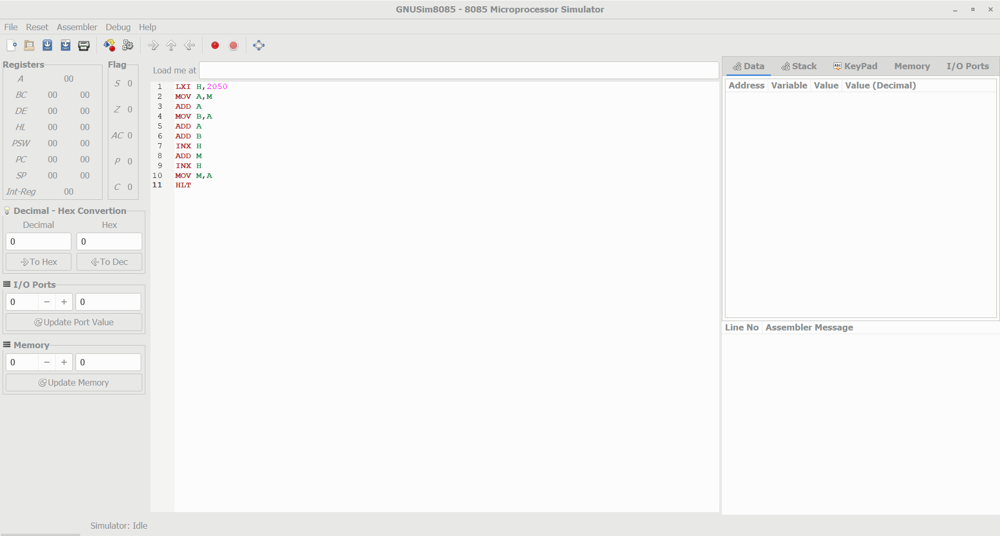 GNUSim8085 - 8085 Microprocessor Simulator
File Reset Assembler Debug Help
Registers
A 00
BC 00 00
DE 00 00
HL 00 00
PSW 00 00
PC 00 00
SP 00 00
Int-Reg 00
Flag
S 0
Z 0
AC 0
P 0
C 0
Decimal - Hex Convertion
Decimal Hex
0 0
To Hex To Dec
I/O Ports
0 − + 0
Update Port Value
Memory
0 − + 0
Update Memory
Load me at
1 LXI H,2050
2 MOV A,M
3 ADD A
4 MOV B,A
5 ADD A
6 ADD B
7 INX H
8 ADD M
9 INX H
10 MOV M,A
11 HLT
Data Stack Abc KeyPad Memory I/O Ports
Address Variable Value Value (Decimal)
Line No Assembler Message
Simulator: Idle